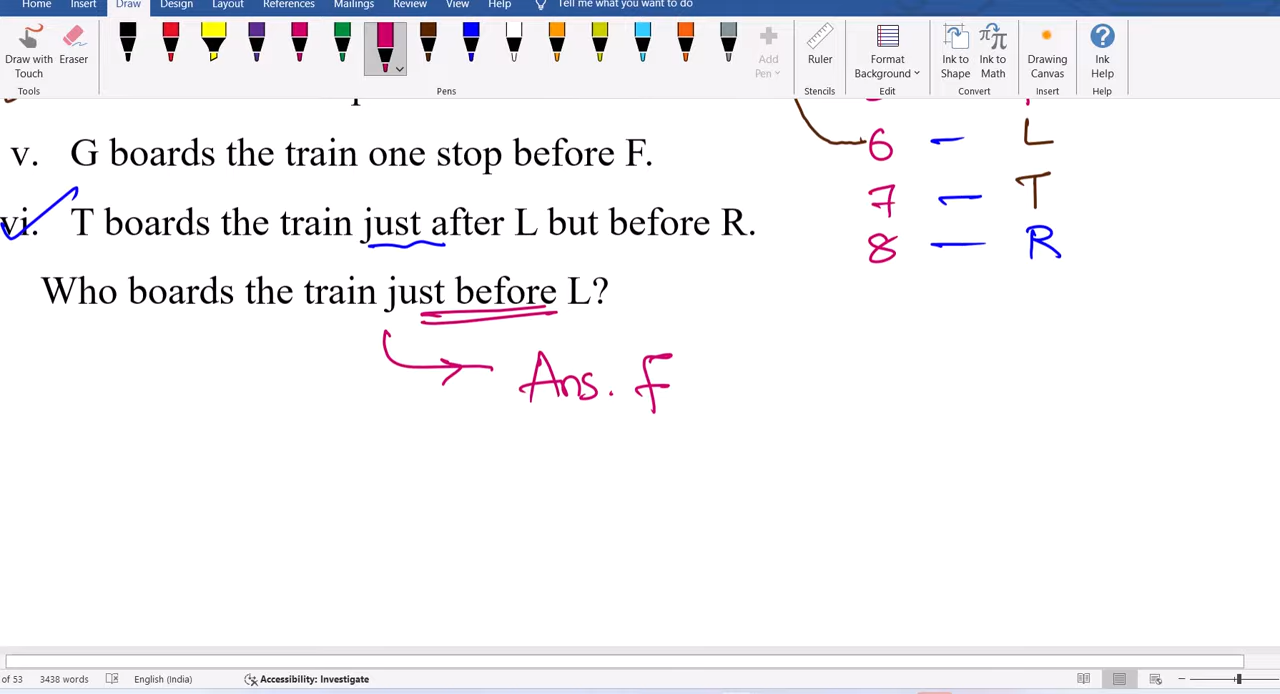 Home Insert Draw Design Layout References Mailings Review View Help Tell me what you want to do
Draw with Touch Eraser Add Pen Ruler Format Background Ink to Shape Ink to Math Drawing Canvas Ink Help
Tools Pens Stencils Edit Convert Insert Help
v. G boards the train one stop before F.
6 - L
7 - T
vi. T boards the train just after L but before R.
8 - R
Who boards the train just before L?
Ans. F
of 53 3438 words English (India) Accessibility: Investigate